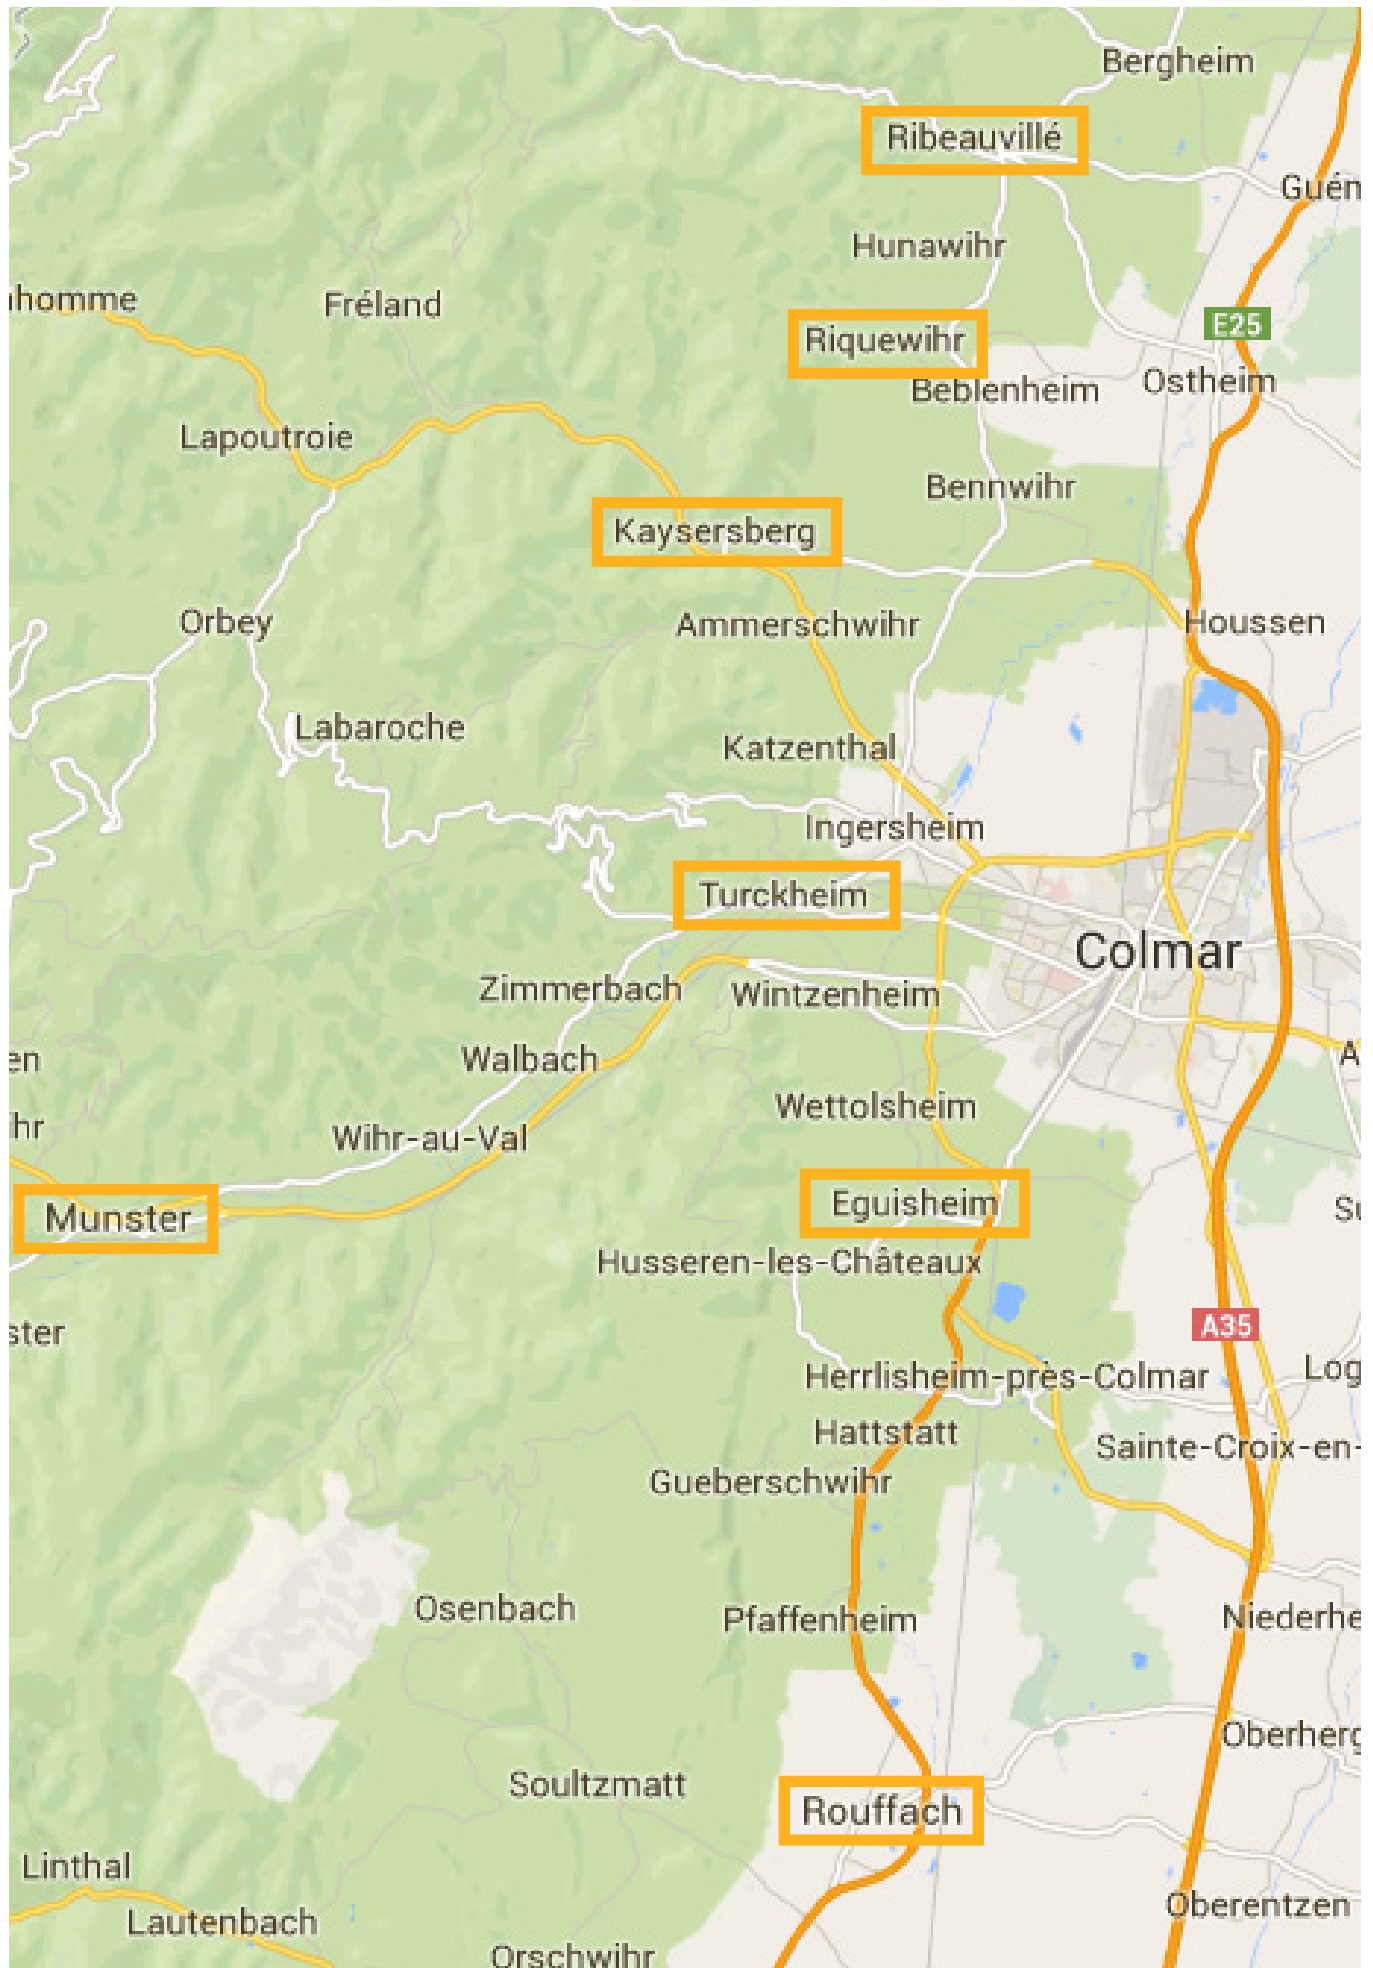 Bergheim
Ribeauvillé
Guém
Hunawihr
nhomme
Fréland
E25
Riquewihr
Beblenheim
Ostheim
Lapoutroie
Bennwihr
Kaysersberg
Orbey
Ammerschwihr
Houssen
Labaroche
Katzenthal
Ingersheim
Turckheim
Colmar
Zimmerbach
Wintzenheim
en
Walbach
A
Wettolsheim
hr
Wihr-au-Val
Munster
Eguisheim
Su
Husseren-les-Châteaux
ster
A35
Herrlisheim-près-Colmar
Log
Hattstatt
Sainte-Croix-en-
Gueberschwihr
Osenbach
Pfaffenheim
Niederhe
Oberherg
Soultzmatt
Rouffach
Linthal
Oberentzen
Lautenbach
Orschwihr